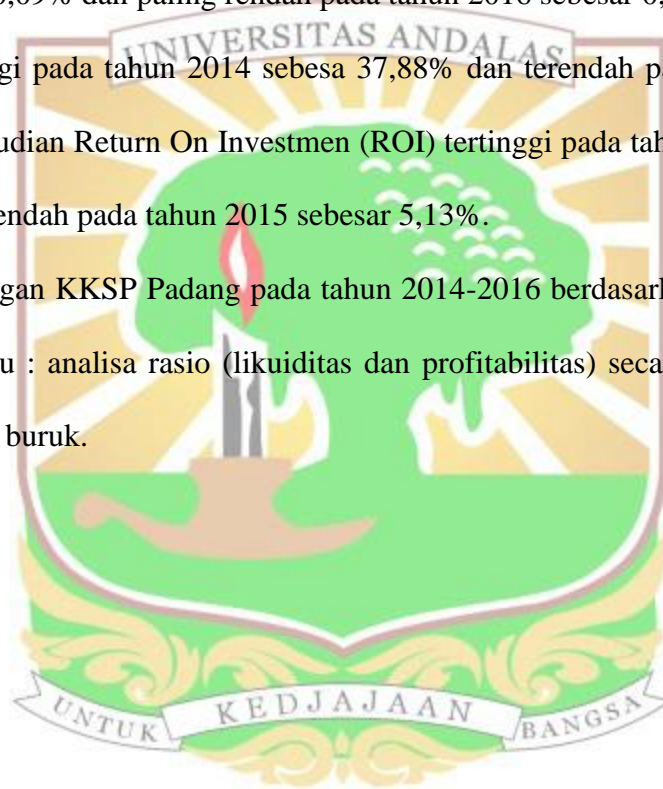 dan paling rendah pada tahun 2016 sebesar 0,
UNIVERSITAS ANDALAS
gi pada tahun 2014 sebesa 37,88% dan terendah pa
udian Return On Investmen (ROI) tertinggi pada tah
endah pada tahun 2015 sebesar 5,13%.
gan KKSP Padang pada tahun 2014-2016 berdasark
u : analisa rasio (likuiditas dan profitabilitas) seca
buruk.
UNTUK KEDJAJAAN BANGSA